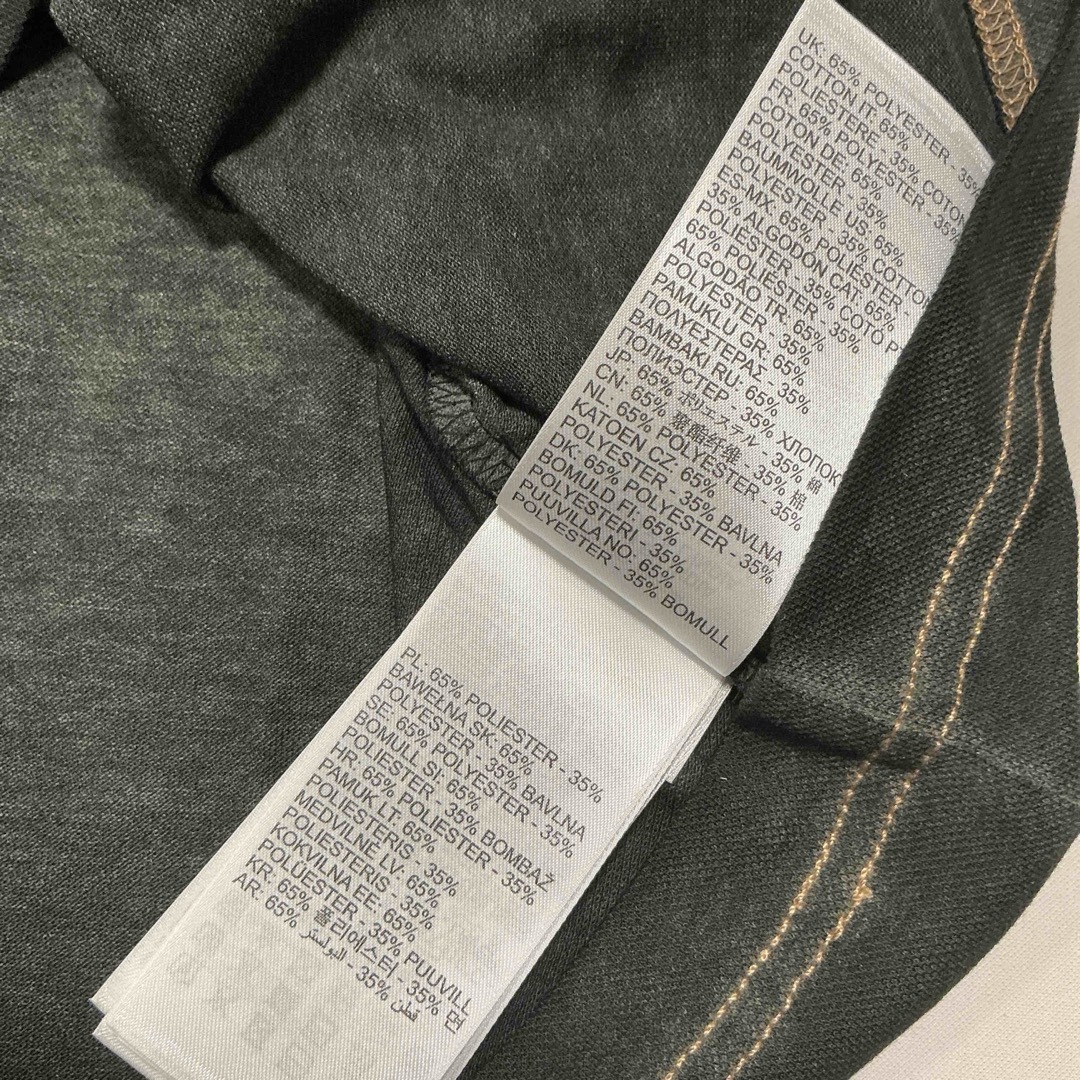 UK: 65% POLYESTER - 35%
COTTON IT: 65%
POLIESTERE - 35% COTONE
FR: 65% POLYESTER - 35%
COTON DE: 65%
POLYESTER - 35%
BAUMWOLLE US: 65%
POLYESTER - 35% COTTON
ES-MX: 65% POLIÉSTER -
35% ALGODON CAT: 65%
POLIÈSTER - 35% COTÓ P
65% POLIÉSTER - 35%
ALGODÃO TR: 65%
POLYESTER - 35%
PAMUKLU GR: 65%
ΠΟΛΥΕΣΤΕΡΑΣ - 35%
BAMBAKI RU: 65%
ПОЛИЭСТЕР - 35% ХЛОПОК
JP: 65% ポリエステル - 35% 綿
CN: 65% 聚酯纤维 - 35% 棉
NL: 65% POLYESTER - 35%
KATOEN CZ: 65%
POLYESTER - 35% BAVLNA
DK: 65% POLYESTER - 35%
BOMULD FI: 65%
POLYESTERI - 35%
PUUVILLA NO: 65%
POLYESTER - 35% BOMULL
PL: 65% POLIESTER - 35%
BAWEŁNA SK: 65%
POLYESTER - 35% BAVLNA
SE: 65% POLYESTER - 35%
BOMULL SI: 65%
POLIESTER - 35% BOMBAŽ
HR: 65% POLIESTER - 35%
PAMUK LT: 65%
POLIESTERIS - 35%
MEDVILNĖ LV: 65%
POLIESTERIS - 35%
KOKVILNA EE: 65%
POLÜESTER - 35% PUUVILL
KR: 65% 폴리에스터 - 35% 면
AR: 65% البوليستر - 35% قطن